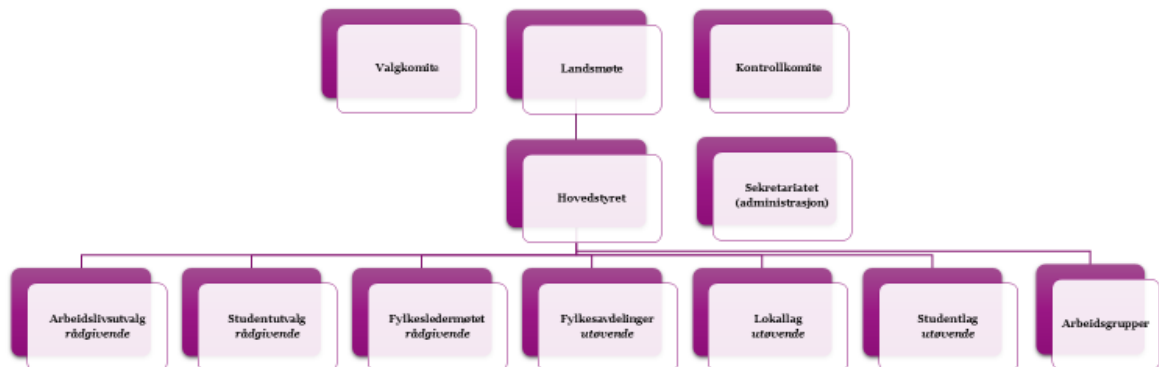 Valgkomite
Landsmøte
Kontrollkomite
Hovedstyret
Sekretariatet
(administrasjon)
Arbeidslivsutvalg
rådgivende
Studentutvalg
rådgivende
Fylkesledermøtet
rådgivende
Fylkesavdelinger
utøvende
Lokallag
utøvende
Studentlag
utøvende
Arbeidsgrupper